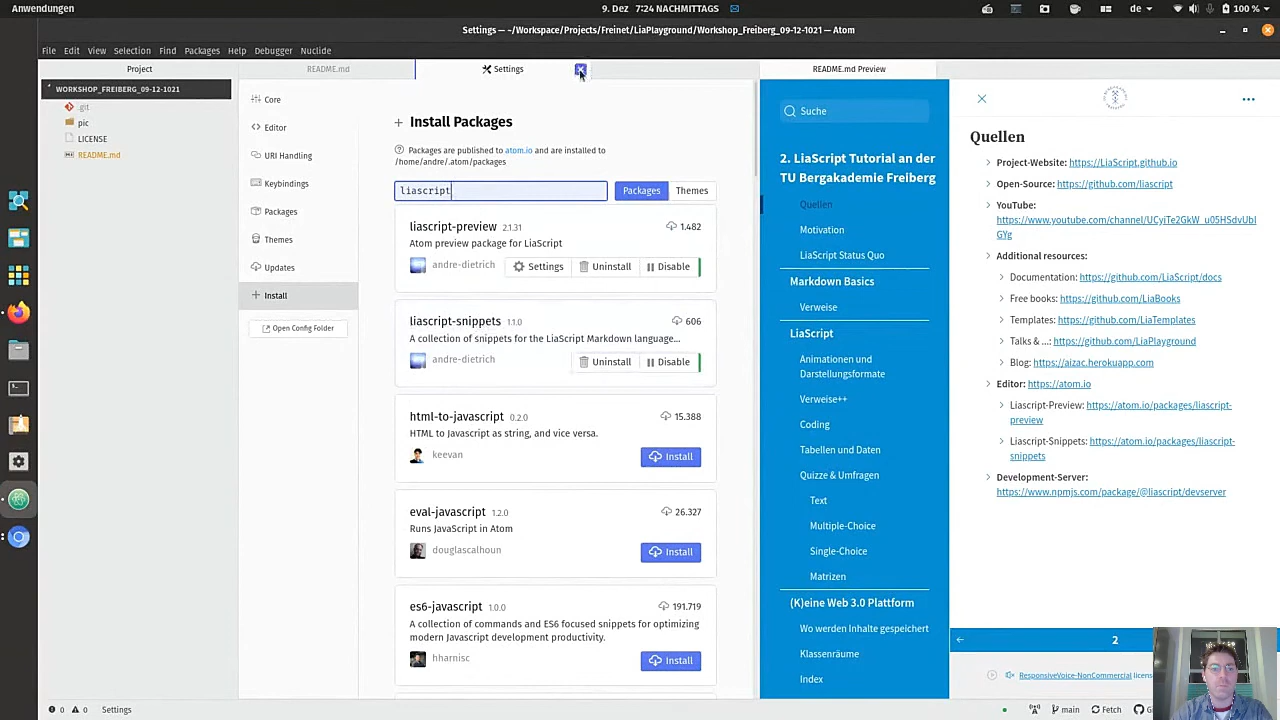 Anwendungen
9. Dez 7:24 NACHMITTAGS
de
100 %
Settings — ~/Workspace/Projects/Freinet/LiaPlayground/Workshop_Freiberg_09-12-1021 — Atom
File Edit View Selection Find Packages Help Debugger Nuclide
Project
README.md
Settings
README.md Preview
WORKSHOP_FREIBERG_09-12-1021
.git
pic
LICENSE
README.md
Core
Editor
URI Handling
Keybindings
Packages
Themes
Updates
Install
Open Config Folder
Install Packages
Packages are published to atom.io and are installed to
/home/andre/.atom/packages
liascript
Packages
Themes
liascript-preview 2.1.31
1.482
Atom preview package for LiaScript
andre-dietrich
Settings
Uninstall
Disable
liascript-snippets 1.1.0
606
A collection of snippets for the LiaScript Markdown language...
andre-dietrich
Uninstall
Disable
html-to-javascript 0.2.0
15.388
HTML to Javascript as string, and vice versa.
keevan
Install
eval-javascript 1.2.0
26.327
Runs JavaScript in Atom
douglascalhoun
Install
es6-javascript 1.0.0
191.719
A collection of commands and ES6 focused snippets for optimizing
modern Javascript development productivity.
hharnisc
Install
Suche
2. LiaScript Tutorial an der
TU Bergakademie Freiberg
Quellen
Motivation
LiaScript Status Quo
Markdown Basics
Verweise
LiaScript
Animationen und
Darstellungsformate
Verweise++
Coding
Tabellen und Daten
Quizze & Umfragen
Text
Multiple-Choice
Single-Choice
Matrizen
(K)eine Web 3.0 Plattform
Wo werden Inhalte gespeichert
Klassenräume
Index
Quellen
Project-Website: https://LiaScript.github.io
Open-Source: https://github.com/liascript
YouTube:
https://www.youtube.com/channel/UCyiTe2GkW_u05HSdvUbl
GYg
Additional resources:
Documentation: https://github.com/LiaScript/docs
Free books: https://github.com/LiaBooks
Templates: https://github.com/LiaTemplates
Talks & ...: https://github.com/LiaPlayground
Blog: https://aizac.herokuapp.com
Editor: https://atom.io
Liascript-Preview: https://atom.io/packages/liascript-
preview
Liascript-Snippets: https://atom.io/packages/liascript-
snippets
Development-Server:
https://www.npmjs.com/package/@liascript/devserver
2
ResponsiveVoice-NonCommercial licens
0 0 Settings
main Fetch